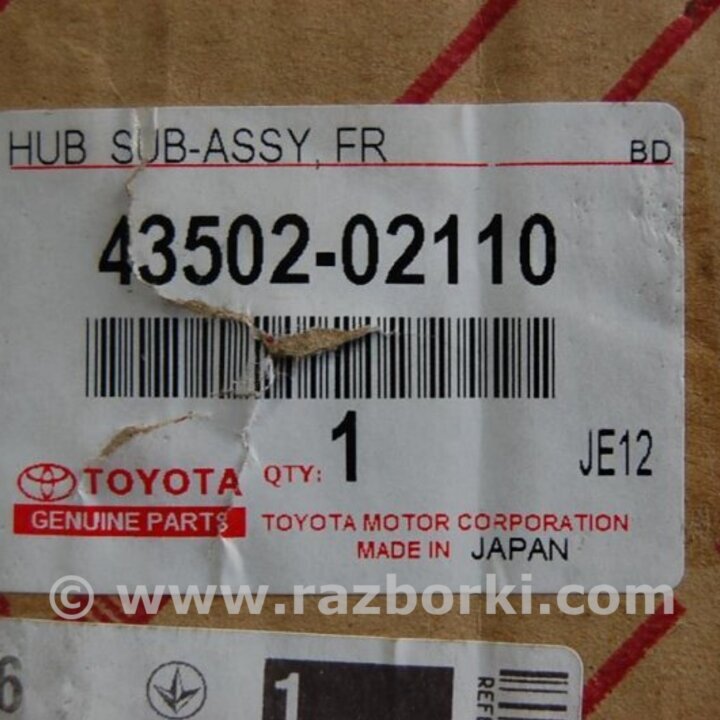 HUB SUB-ASSY, FR BD
43502-02110
1
QTY:
JE12
TOYOTA
GENUINE PARTS
TOYOTA MOTOR CORPORATION
MADE IN JAPAN
© www.razborki.com
6
1
REF